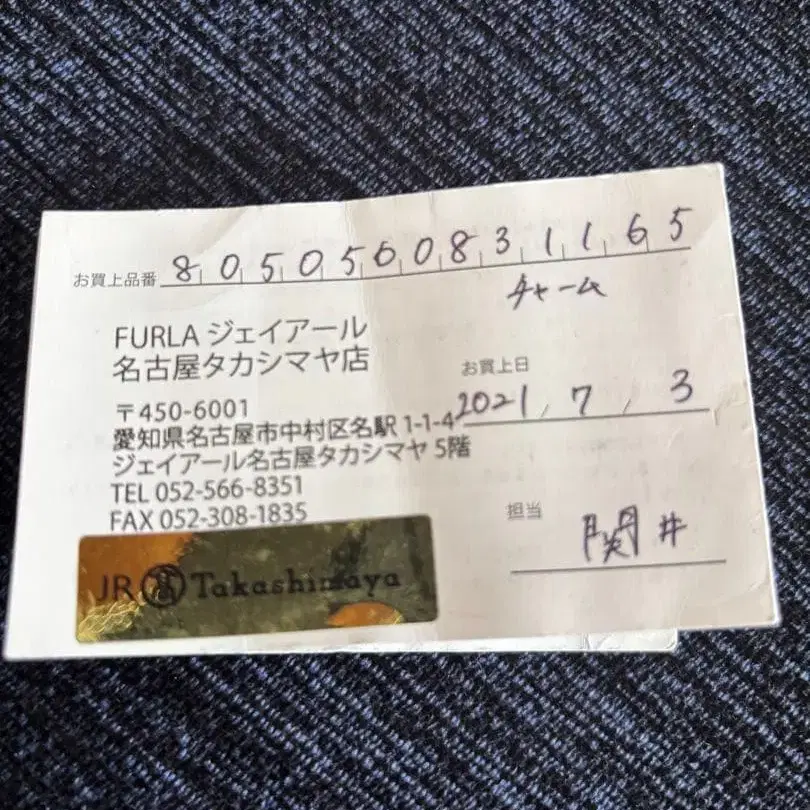 お買上品番 8050560831165
チャーム
FURLA ジェイアール
名古屋タカシマヤ店
お買上日
2021 7 3
〒450-6001
愛知県名古屋市中村区名駅 1-1-4
ジェイアール名古屋タカシマヤ 5階
TEL 052-566-8351
FAX 052-308-1835
担当
関井
JR 髙 Takashimaya